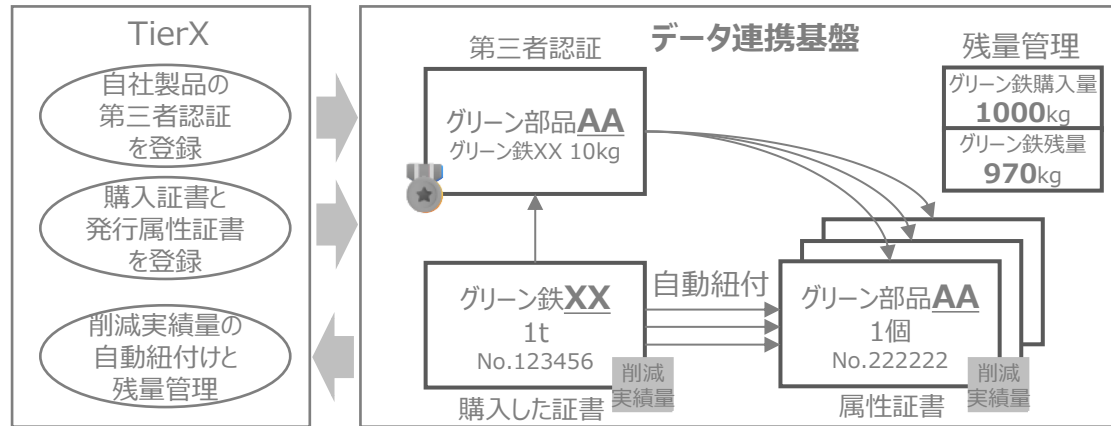 TierX
自社製品の
第三者認証
を登録
購入証書と
発行属性証書
を登録
削減実績量の
自動紐付けと
残量管理
データ連携基盤
第三者認証
グリーン部品AA
グリーン鉄XX 10kg
残量管理
グリーン鉄購入量
1000kg
グリーン鉄残量
970kg
グリーン鉄XX
1t
No.123456
削減
実績量
購入した証書
自動紐付
グリーン部品AA
1個
No.222222
削減
実績量
属性証書